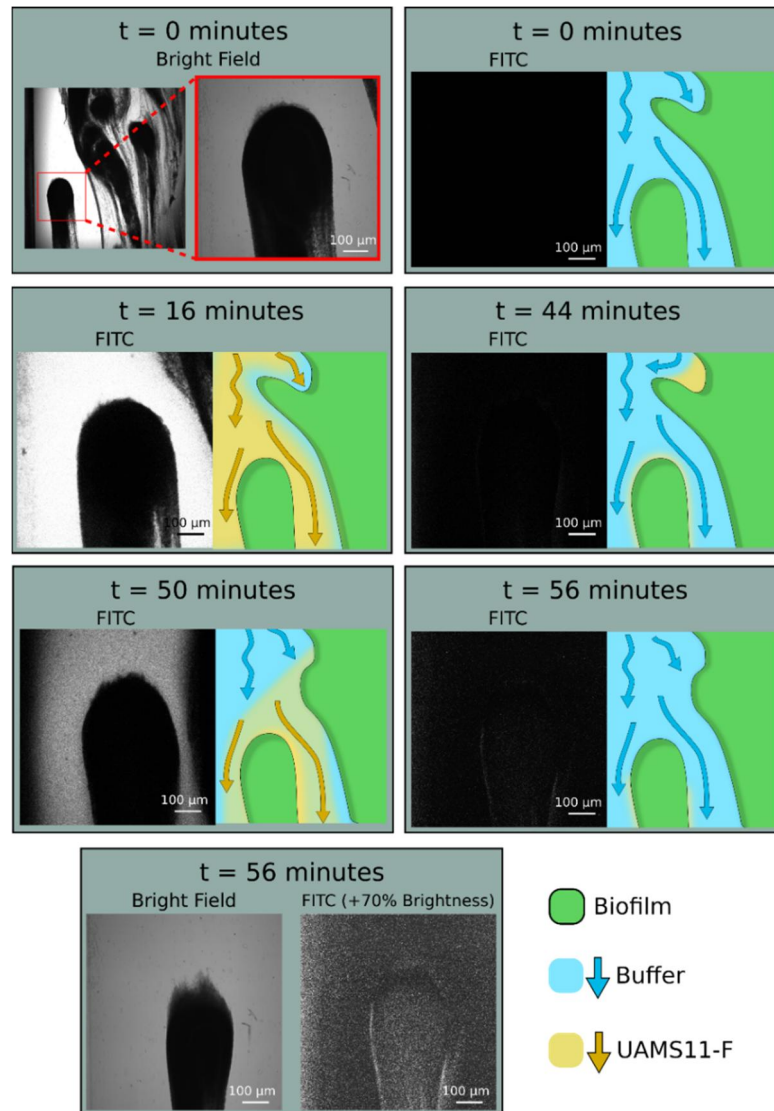 t = 0 minutes
Bright Field
100 µm
t = 0 minutes
FITC
100 µm
t = 16 minutes
FITC
100 µm
t = 44 minutes
FITC
100 µm
t = 50 minutes
FITC
100 µm
t = 56 minutes
FITC
100 µm
t = 56 minutes
Bright Field
FITC (+70% Brightness)
100 µm
100 µm
Biofilm
Buffer
UAMS11-F